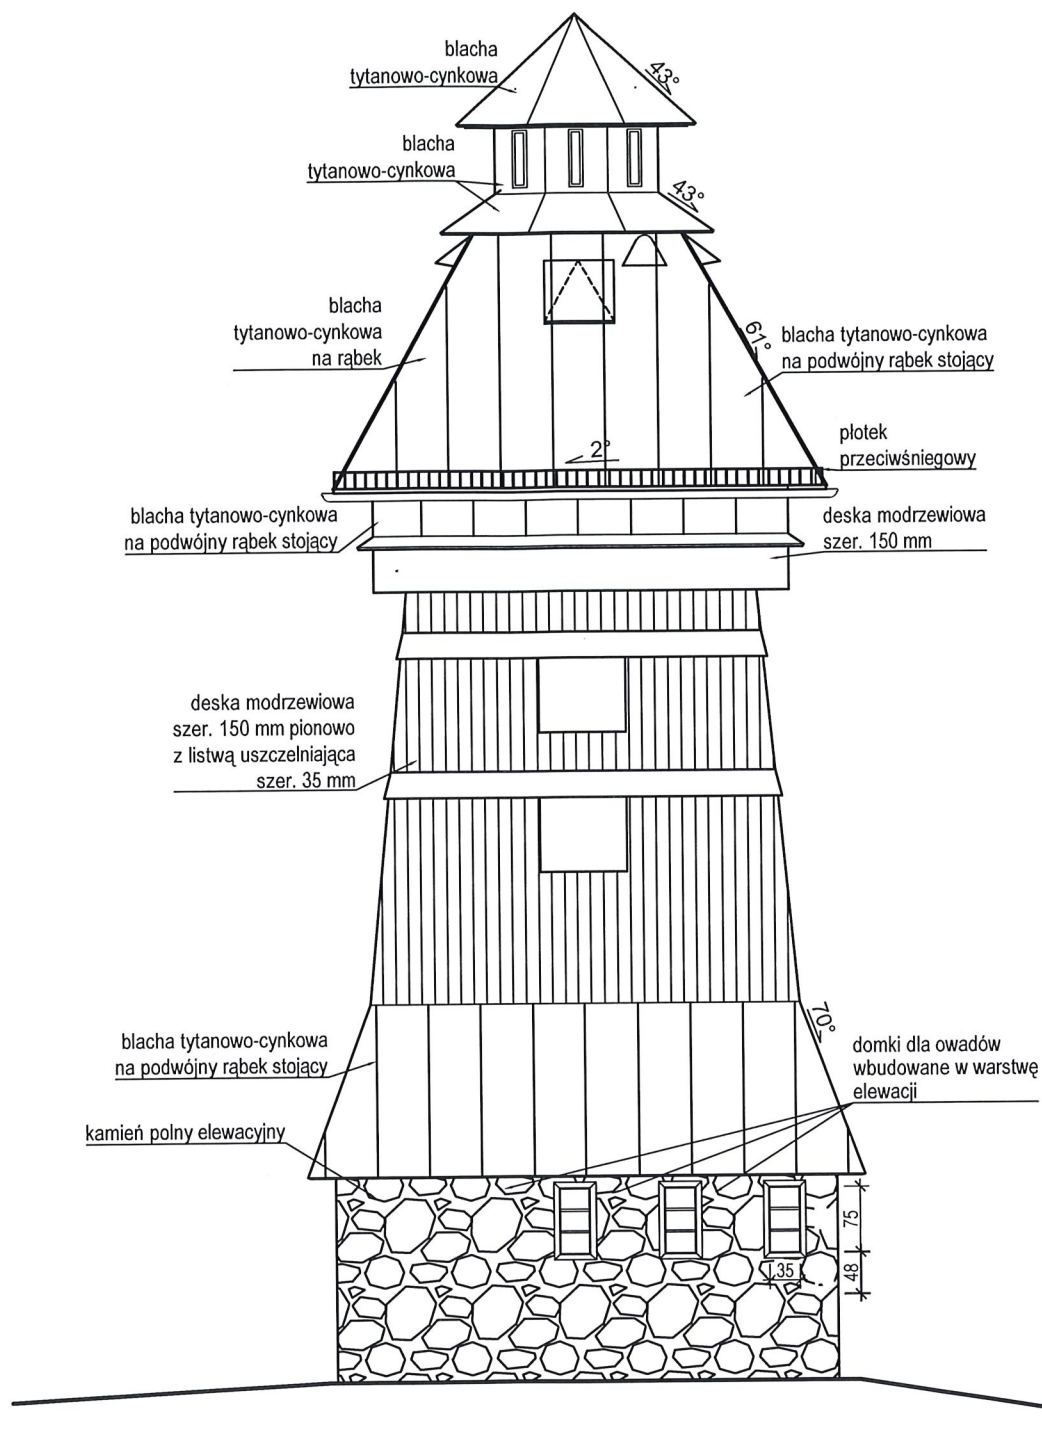 blacha
tytanowo-cynkowa
43°
blacha
tytanowo-cynkowa
43°
blacha
tytanowo-cynkowa
na rąbek
61°
blacha tytanowo-cynkowa
na podwójny rąbek stojący
2°
płotek
przeciwśniegowy
blacha tytanowo-cynkowa
na podwójny rąbek stojący
deska modrzewiowa
szer. 150 mm
deska modrzewiowa
szer. 150 mm pionowo
z listwą uszczelniająca
szer. 35 mm
70°
blacha tytanowo-cynkowa
na podwójny rąbek stojący
domki dla owadów
wbudowane w warstwę
elewacji
kamień polny elewacyjny
75
35
48